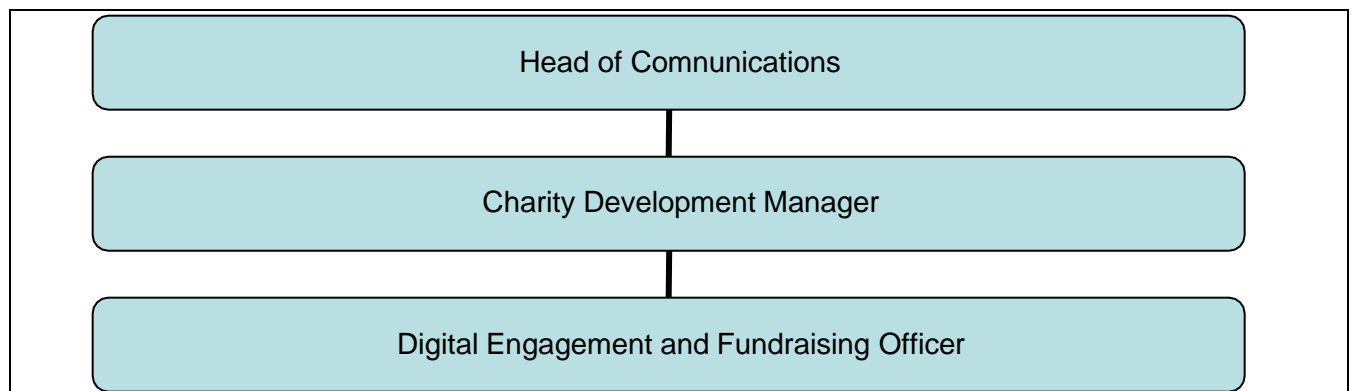 Head of Comnunications
Charity Development Manager
Digital Engagement and Fundraising Officer